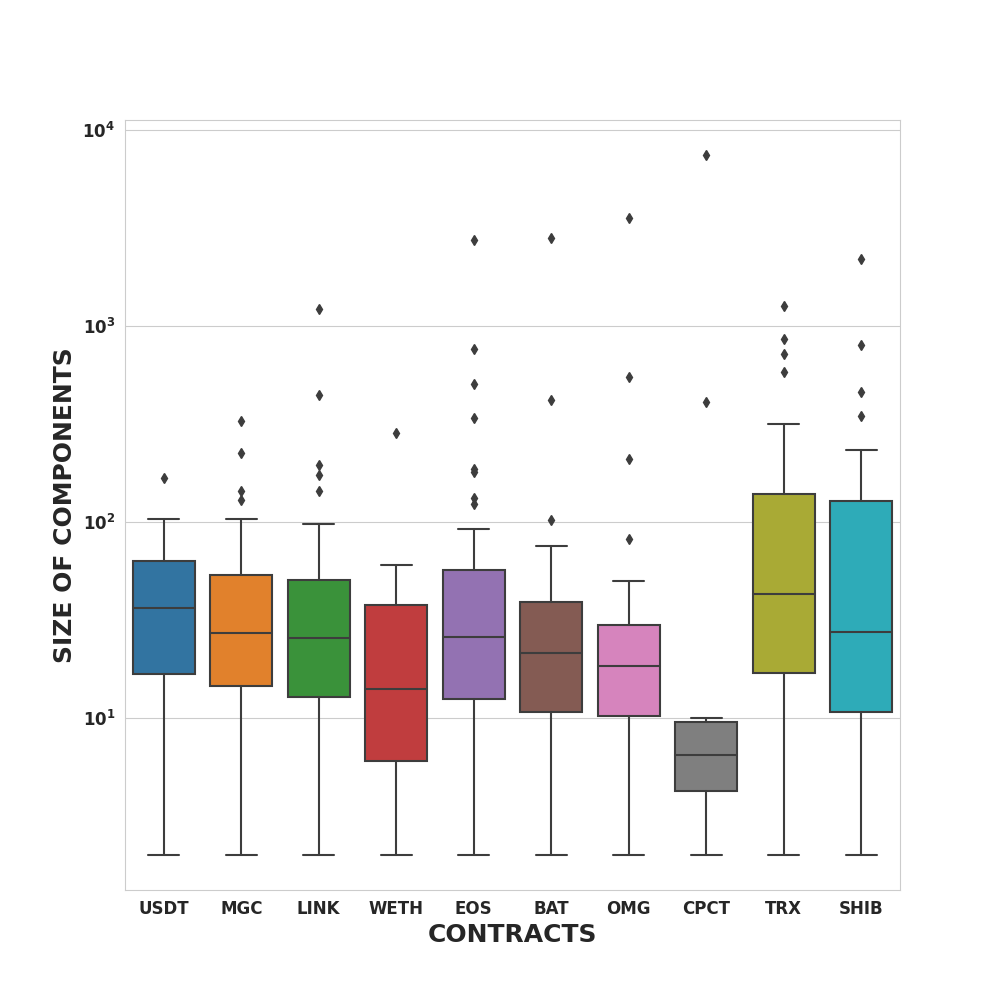 10⁴
10³
10²
10¹
SIZE OF COMPONENTS
USDT MGC LINK WETH EOS BAT OMG CPCT TRX SHIB
CONTRACTS